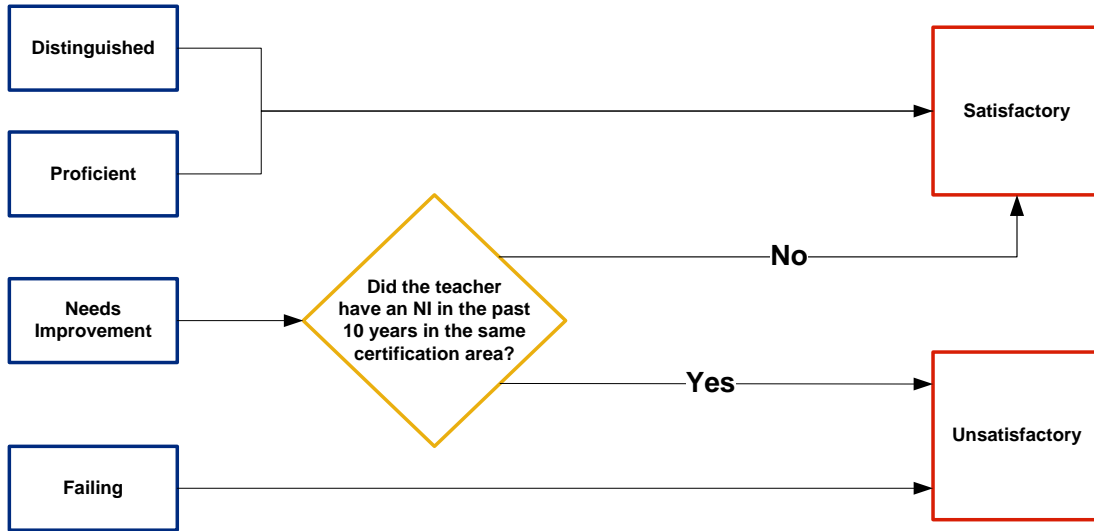 Distinguished
Satisfactory
Proficient
No
Did the teacher
have an NI in the past
10 years in the same
certification area?
Needs
Improvement
Yes
Unsatisfactory
Failing